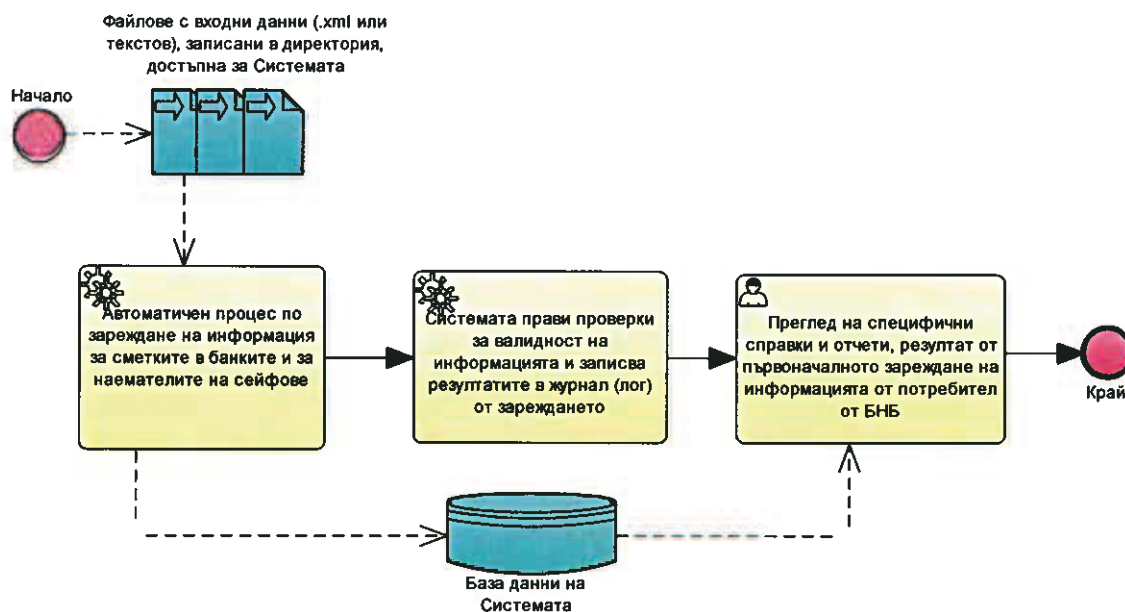 Файлове с входни данни (.xml или
текстов), записани в директория,
достъпна за Системата
Начало
Автоматичен процес по
зареждане на информация
за сметките в банките и за
наемателите на сейфове
Системата прави проверки
за валидност на
информацията и записва
резултатите в журнал (лог)
от зареждането
Преглед на специфични
справки и отчети, резултат от
първоначалното зареждане на
информацията от потребител
от БНБ
Край
База данни на
Системата